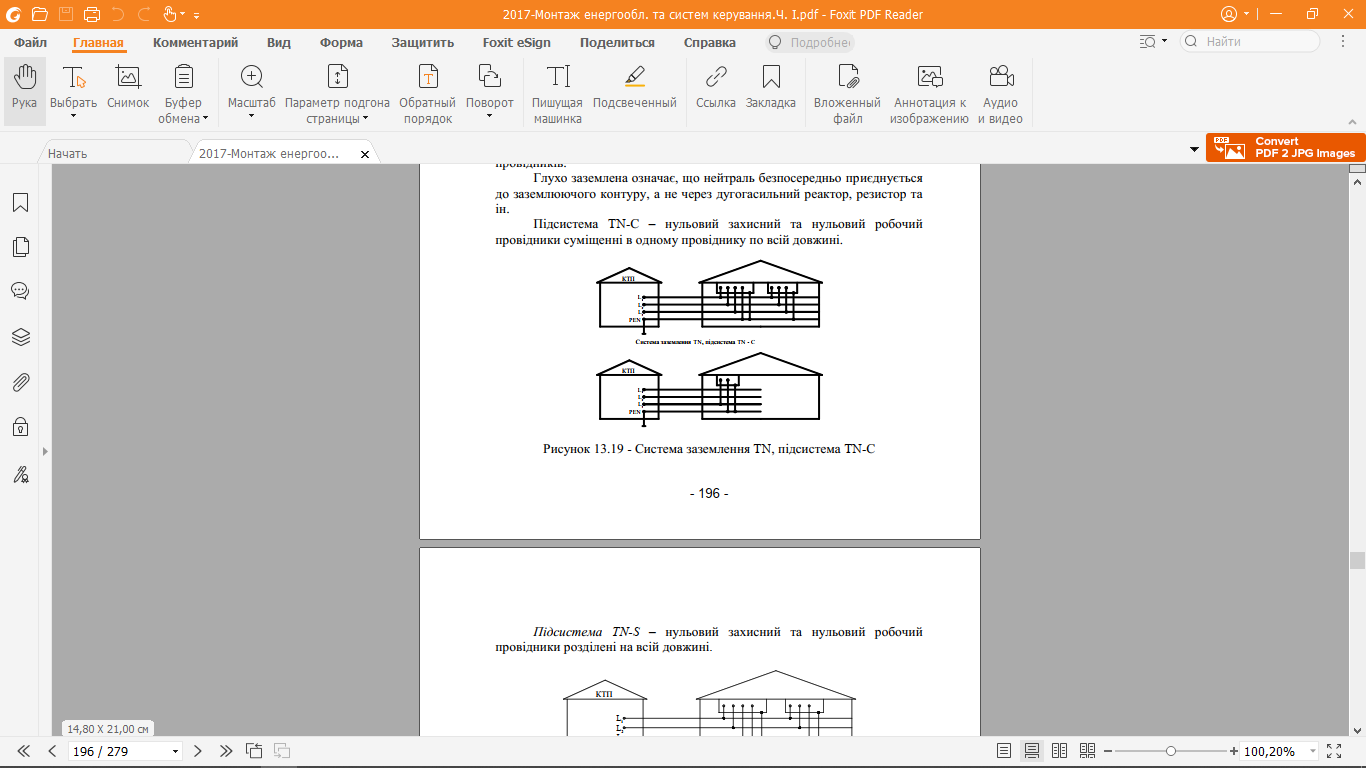 2017-Монтаж енергообл. та систем керування.Ч. І.pdf - Foxit PDF Reader
Файл Главная Комментарий Вид Форма Защитить Foxit eSign Поделиться Справка Подробнее Найти
Рука Выбрать Снимок Буфер обмена Масштаб Параметр подгона страницы Обратный порядок Поворот Пишущая машинка Подсвеченный Ссылка Закладка Вложенный файл Аннотация к изображению Аудио и видео
Начать 2017-Монтаж енергоо...
PDF Convert
PDF 2 JPG Images
провідників.
Глухо заземлена означає, що нейтраль безпосередньо приєднується
до заземлюючого контуру, а не через дугогасильний реактор, резистор та
ін.
Підсистема TN-C – нульовий захисний та нульовий робочий
провідники суміщенні в одному провіднику по всій довжині.
КТП
L
L
L
PEN
Система заземлення TN, підсистема TN - C
КТП
L
L
L
PEN
Рисунок 13.19 - Система заземлення TN, підсистема TN-C
- 196 -
Підсистема TN-S – нульовий захисний та нульовий робочий
провідники розділені на всій довжині.
КТП
L
L
14,80 X 21,00 см
196 / 279 100,20%